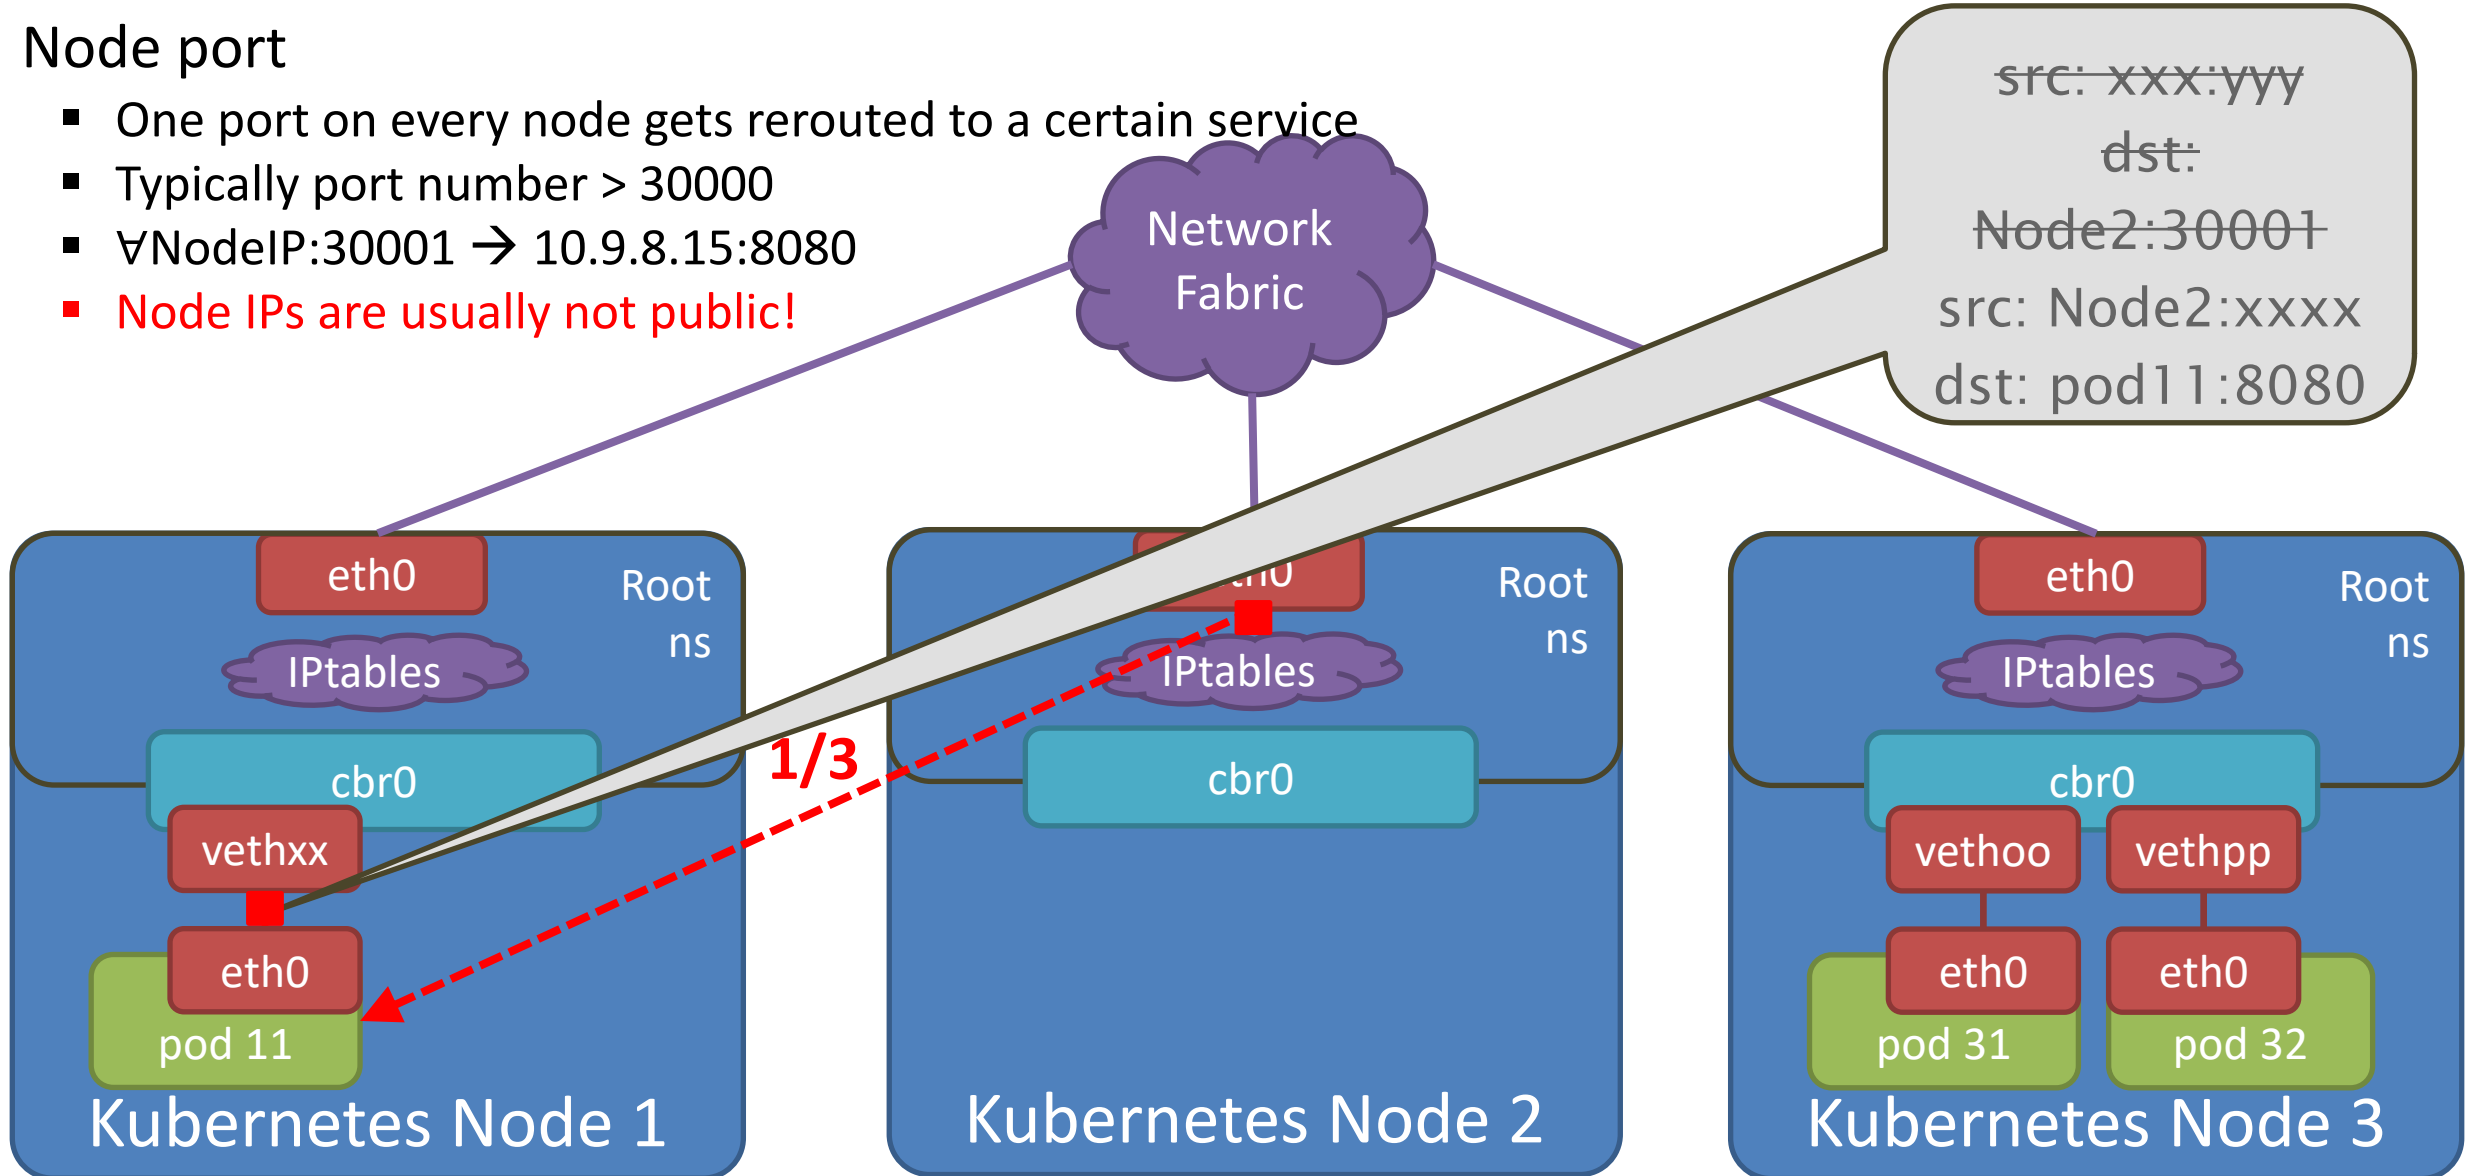 Node port
▪ One port on every node gets rerouted to a certain service
▪ Typically port number > 30000
▪ ∀NodeIP:30001 → 10.9.8.15:8080
▪ Node IPs are usually not public!
src: xxx:yyy
dst:
Node2:30001
src: Node2:xxxx
dst: pod11:8080
Network
Fabric
eth0
Root
ns
IPtables
cbr0
vethxx
eth0
pod 11
Kubernetes Node 1
1/3
Root
ns
IPtables
cbr0
Kubernetes Node 2
eth0
Root
ns
IPtables
cbr0
vethoo
vethpp
eth0
eth0
pod 31
pod 32
Kubernetes Node 3